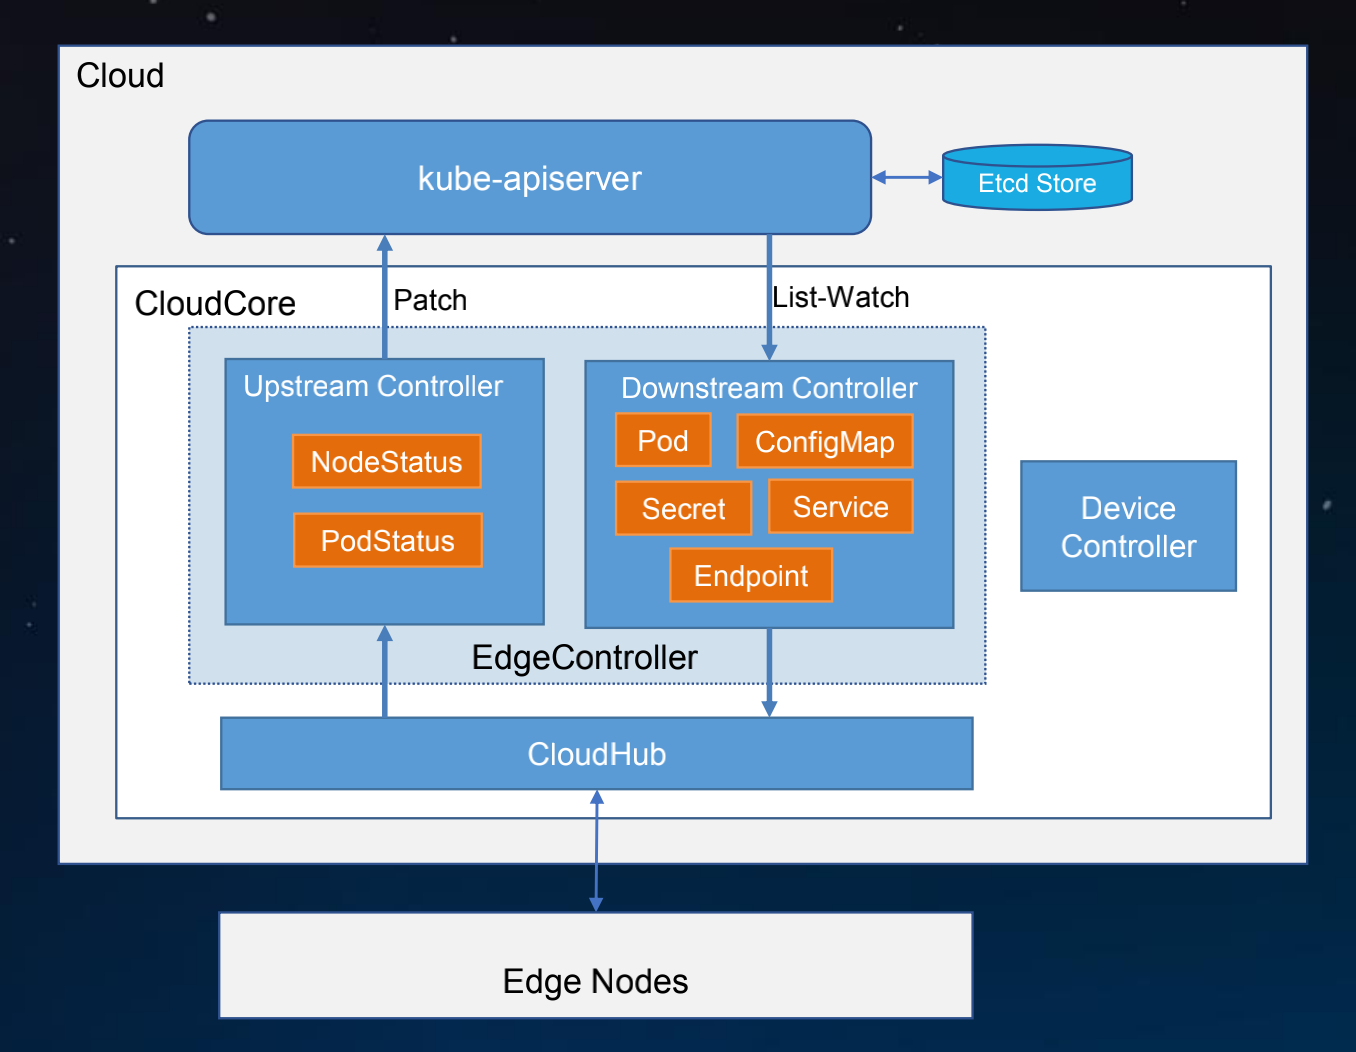 Cloud
kube-apiserver
Etcd Store
CloudCore
Patch
List-Watch
Upstream Controller
NodeStatus
PodStatus
Downstream Controller
Pod
ConfigMap
Secret
Service
Endpoint
Device
Controller
EdgeController
CloudHub
Edge Nodes